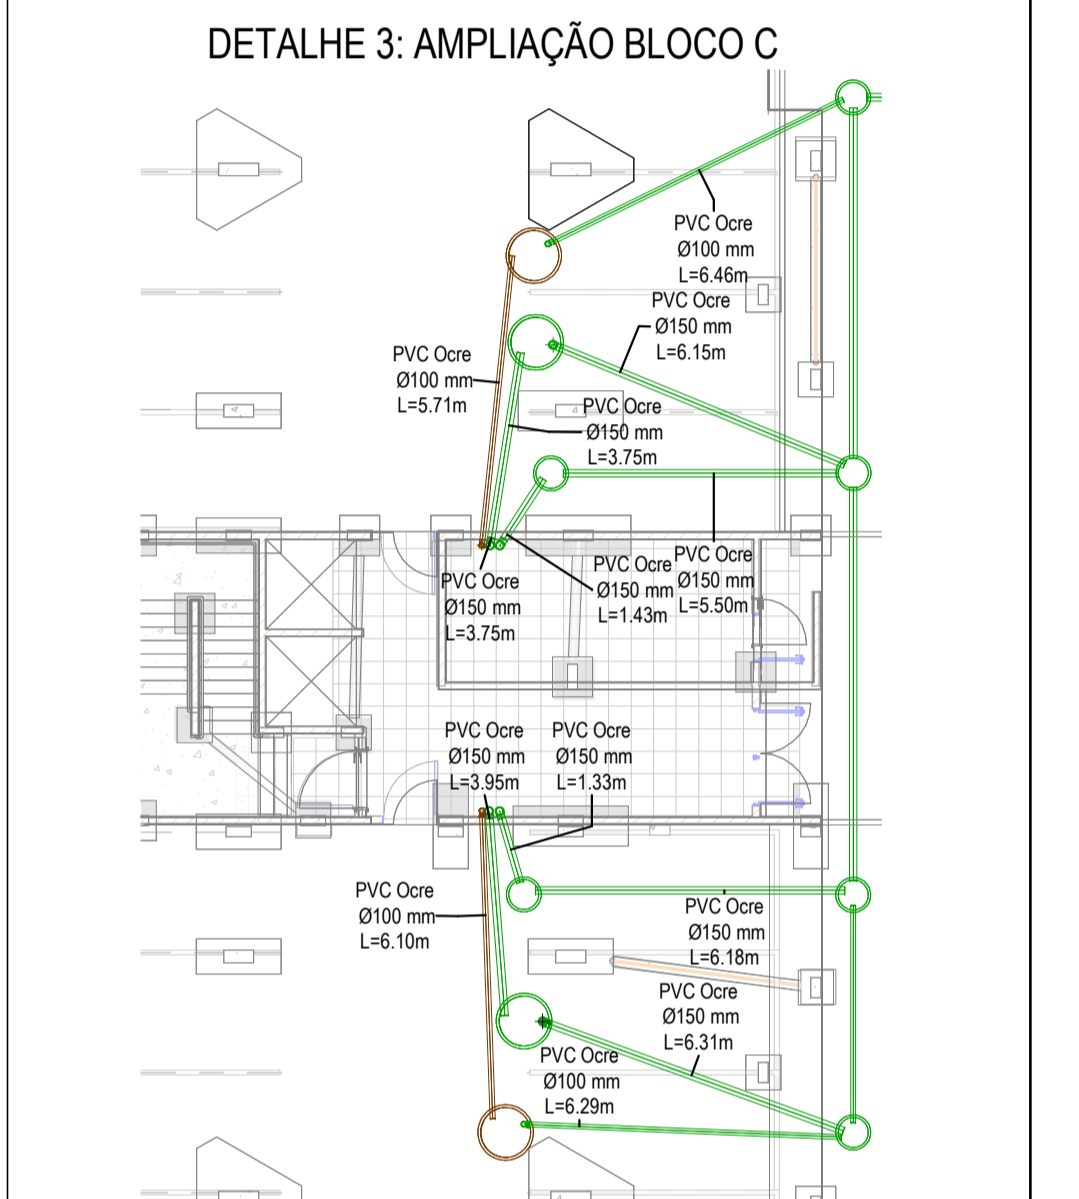 DETALHE 3: AMPLIAÇÃO BLOCO C
PVC Ocre
Ø100 mm
L=6.46m
PVC Ocre
Ø150 mm
L=6.15m
PVC Ocre
Ø100 mm
L=5.71m
PVC Ocre
Ø150 mm
L=3.75m
PVC Ocre
Ø150 mm
L=3.75m
PVC Ocre
Ø150 mm
L=1.43m
PVC Ocre
Ø150 mm
L=5.50m
PVC Ocre
Ø150 mm
L=3.95m
PVC Ocre
Ø150 mm
L=1.33m
PVC Ocre
Ø100 mm
L=6.10m
PVC Ocre
Ø150 mm
L=6.18m
PVC Ocre
Ø150 mm
L=6.31m
PVC Ocre
Ø100 mm
L=6.29m